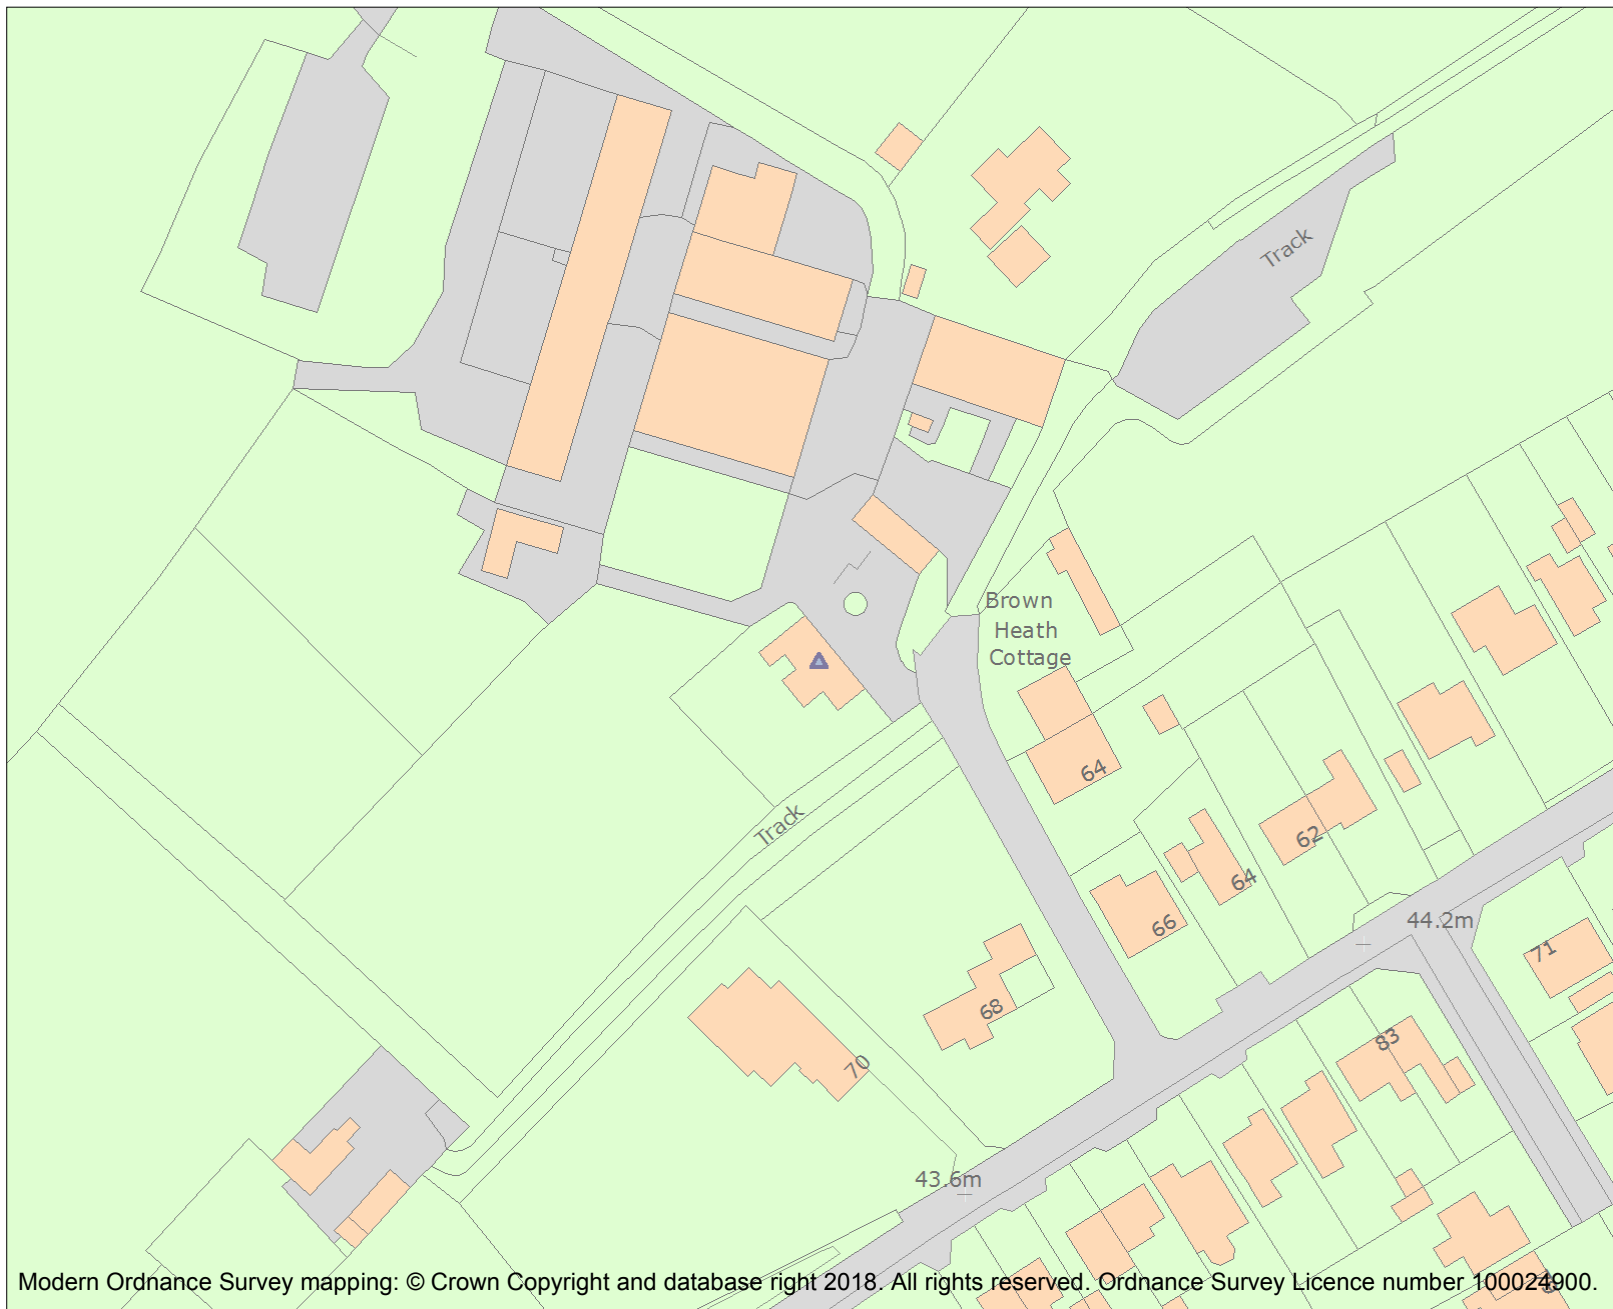 Track
Brown
Heath
Cottage
64
Track
62
64
66
44.2m
71
68
83
70
43.6m
Modern Ordnance Survey mapping: © Crown Copyright and database right 2018. All rights reserved. Ordnance Survey Licence number 100024900.